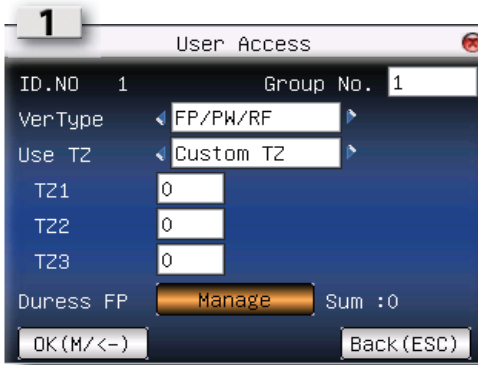 1
User Access
ID.NO 1 Group No. 1
VerType FP/PW/RF
Use TZ Custom TZ
TZ1 0
TZ2 0
TZ3 0
Duress FP Manage Sum :0
OK(M/<-) Back(ESC)